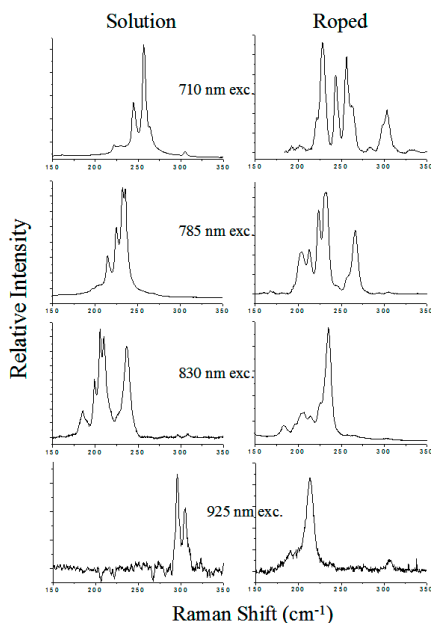 Solution Roped
710 nm exc.
150 200 250 300 350 150 200 250 300 350
785 nm exc.
150 200 250 300 350 150 200 250 300 350
830 nm exc.
150 200 250 300 350 150 200 250 300 350
925 nm exc.
150 200 250 300 350 150 200 250 300 350
Relative Intensity
Raman Shift (cm⁻¹)